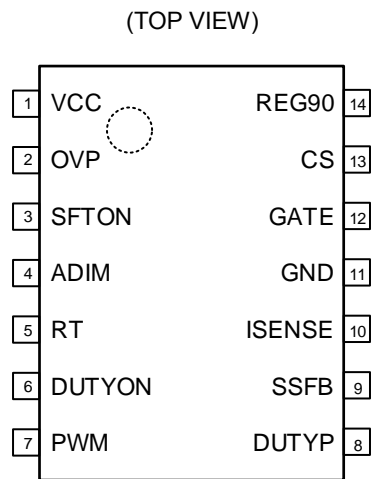 (TOP VIEW)
1 VCC REG90 14
2 OVP CS 13
3 SFTON GATE 12
4 ADIM GND 11
5 RT ISENSE 10
6 DUTYON SSFB 9
7 PWM DUTYP 8